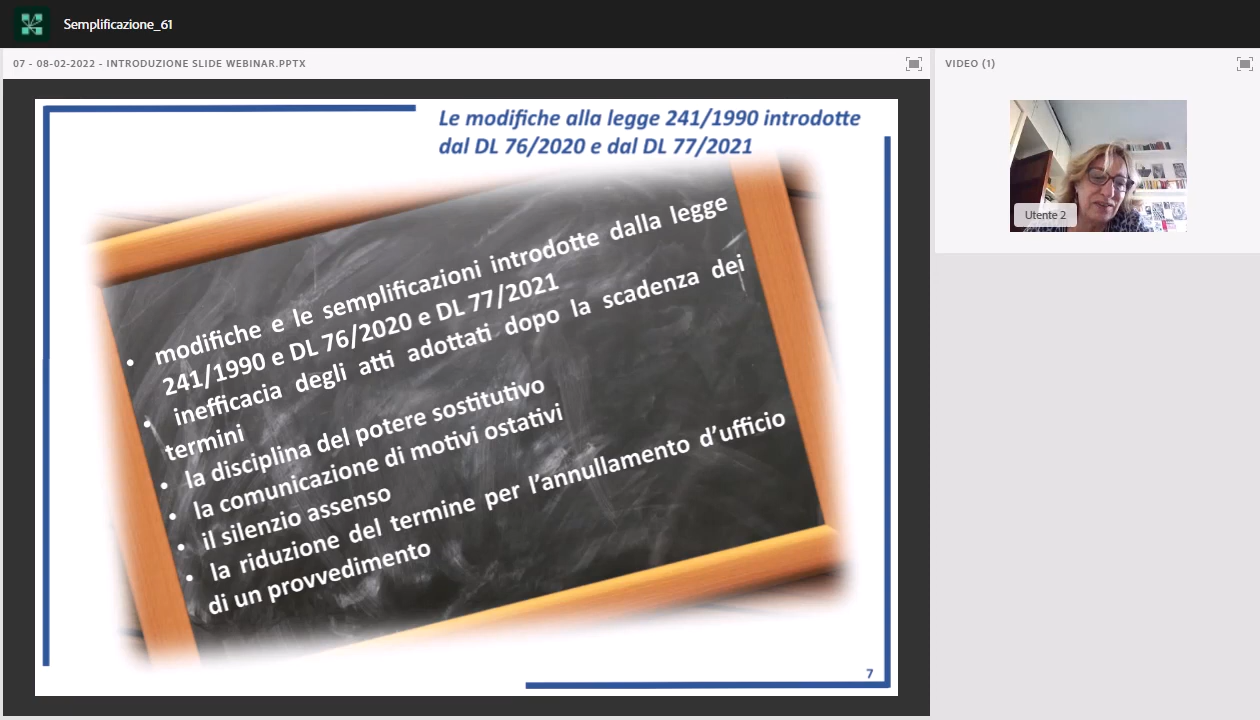 Semplificazione_61
07 - 08-02-2022 - INTRODUZIONE SLIDE WEBINAR.PPTX
VIDEO (1)
Le modifiche alla legge 241/1990 introdotte
dal DL 76/2020 e dal DL 77/2021
• modifiche e le semplificazioni introdotte dalla legge
241/1990 e DL 76/2020 e DL 77/2021
• inefficacia degli atti adottati dopo la scadenza dei
termini
• la disciplina del potere sostitutivo
• la comunicazione di motivi ostativi
• il silenzio assenso
• la riduzione del termine per l’annullamento d’ufficio
di un provvedimento
7
Utente 2